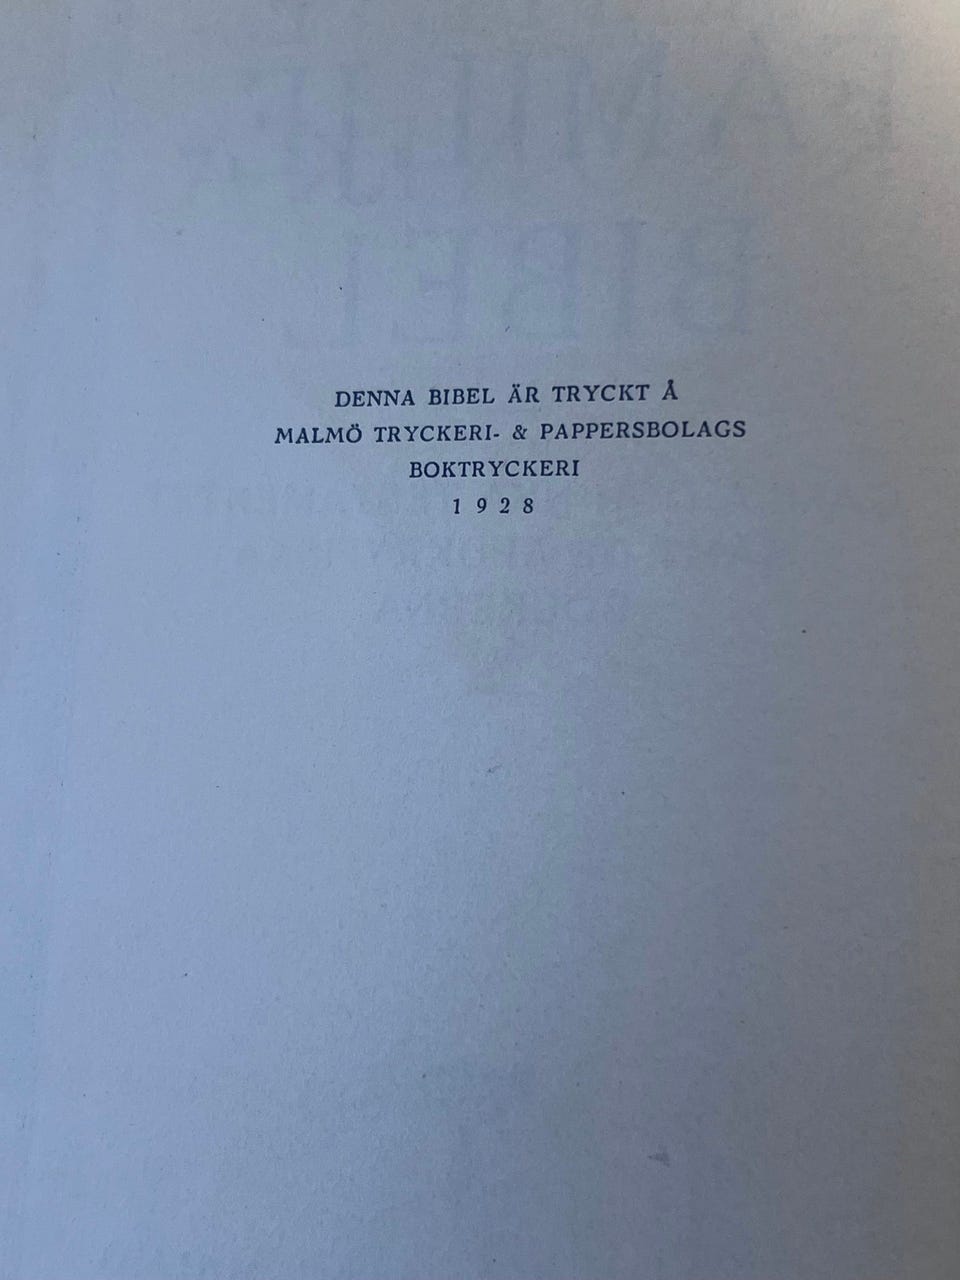 DENNA BIBEL ÄR TRYCKT Å
MALMÖ TRYCKERI- & PAPPERSBOLAGS
BOKTRYCKERI
1928